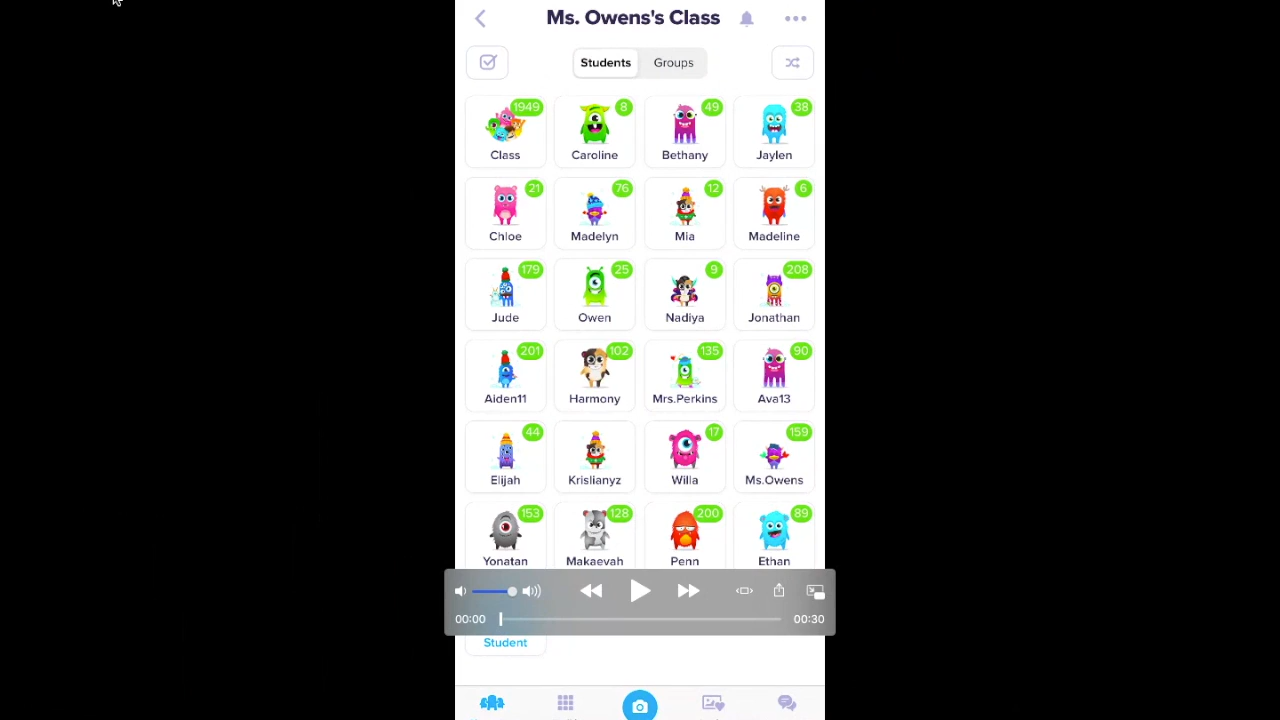 Ms. Owens's Class
Students Groups
1949 8 49 38
Class Caroline Bethany Jaylen
21 76 12 6
Chloe Madelyn Mia Madeline
179 25 9 208
Jude Owen Nadiya Jonathan
201 102 135 90
Aiden11 Harmony Mrs.Perkins Ava13
44 17 159
Elijah Krislianyz Willa Ms.Owens
153 128 200 89
Yonatan Makaevah Penn Ethan
00:00 00:30
Student